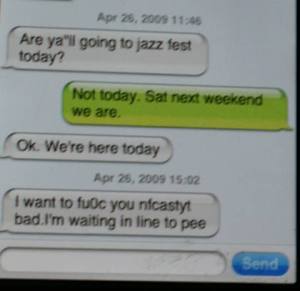 Apr 26, 2009 11:46
Are ya"ll going to jazz fest
today?
Not today. Sat next weekend
we are.
Ok. We're here today
Apr 26, 2009 15:02
I want to fu0c you nfcastyt
bad.I'm waiting in line to pee
Send